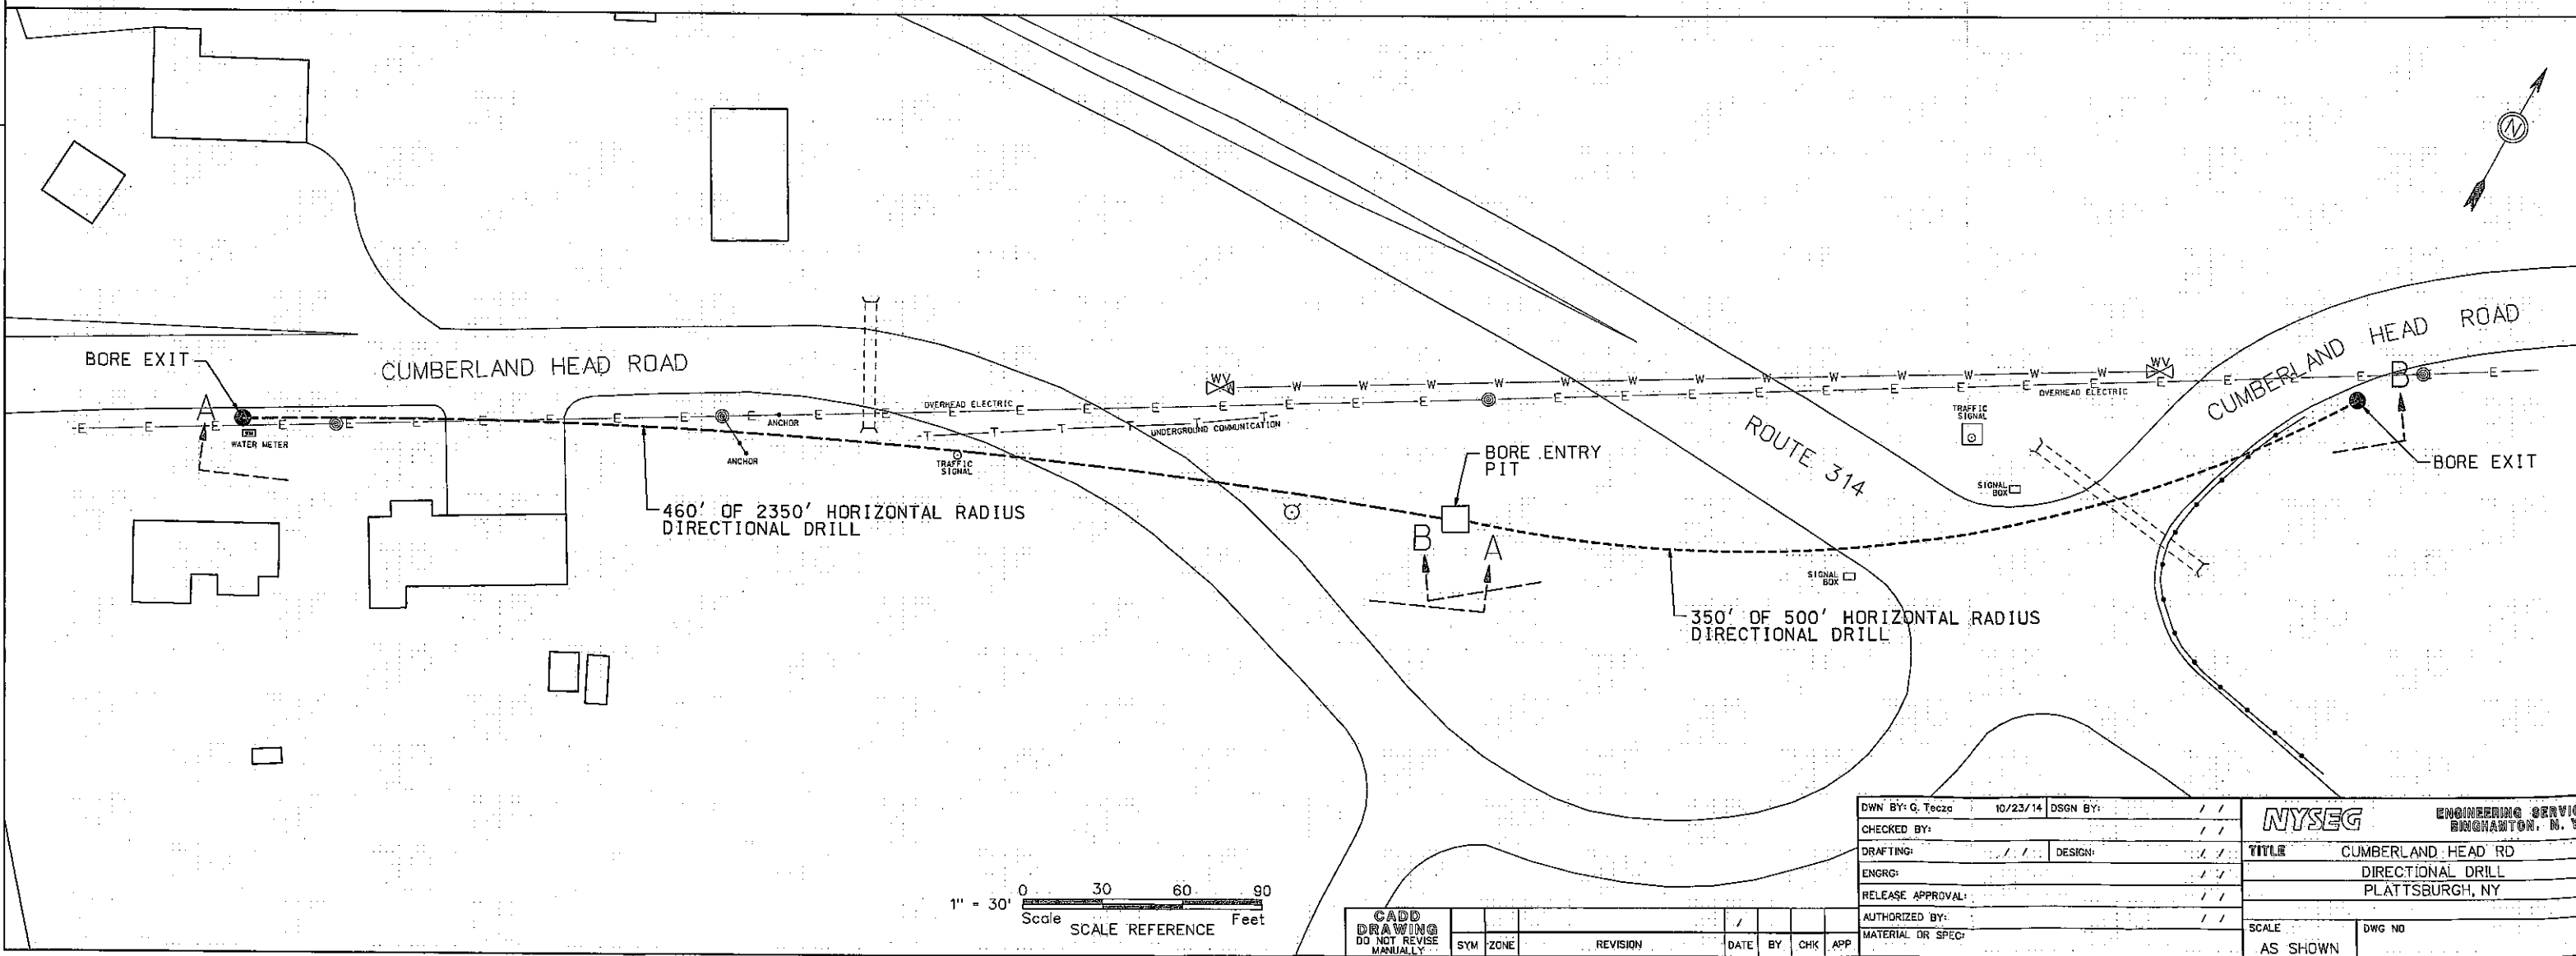 N
BORE EXIT
CUMBERLAND HEAD ROAD
A
WM
WATER METER
E E E E E E E E E E E E E E E E E
ANCHOR
ANCHOR
OVERHEAD ELECTRIC
T T T T T T
UNDERGROUND COMMUNICATION
TRAFFIC
SIGNAL
460' OF 2350' HORIZONTAL RADIUS
DIRECTIONAL DRILL
WV
W W W W W W W W W W W W W
WV
BORE ENTRY
PIT
B
A
ROUTE 314
TRAFFIC
SIGNAL
OVERHEAD ELECTRIC
SIGNAL
BOX
SIGNAL
BOX
350' OF 500' HORIZONTAL RADIUS
DIRECTIONAL DRILL
CUMBERLAND HEAD ROAD
B
BORE EXIT
0 30 60 90
1" = 30'
Scale Feet
SCALE REFERENCE
CADD
DRAWING
DO NOT REVISE
MANUALLY
SYM ZONE REVISION DATE BY CHK APP
DWN BY: G. Tecza 10/23/14 DSGN BY: / /
CHECKED BY: / /
DRAFTING: / / DESIGN: / /
ENGRG: / /
RELEASE APPROVAL: / /
AUTHORIZED BY: / /
MATERIAL OR SPEC:
NYSEG
ENGINEERING
BINGHAMTON, N.
TITLE CUMBERLAND HEAD RD
DIRECTIONAL DRILL
PLATTSBURGH, NY
SCALE
AS SHOWN
DWG NO